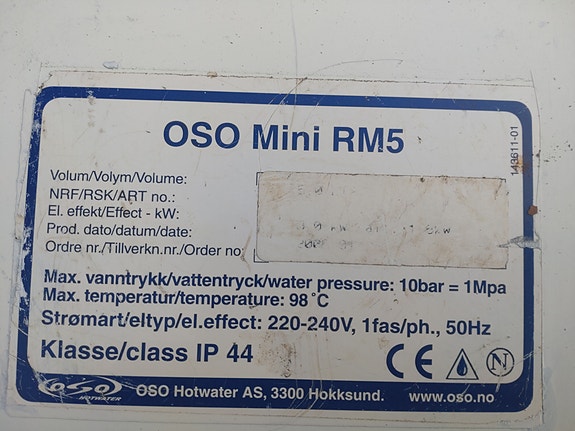 OSO Mini RM5
143611-01
Volum/Volym/Volume:
NRF/RSK/ART no.:
El. effekt/Effect - kW:
Prod. dato/datum/date:
Ordre nr./Tillverkn.nr./Order no
Max. vanntrykk/vattentryck/water pressure: 10bar = 1Mpa
Max. temperatur/temperature: 98°C
Strømart/eltyp/el.effect: 220-240V, 1fas/ph., 50Hz
Klasse/class IP 44
CE
N
OSO
HOTWATER
OSO Hotwater AS, 3300 Hokksund.
www.oso.no